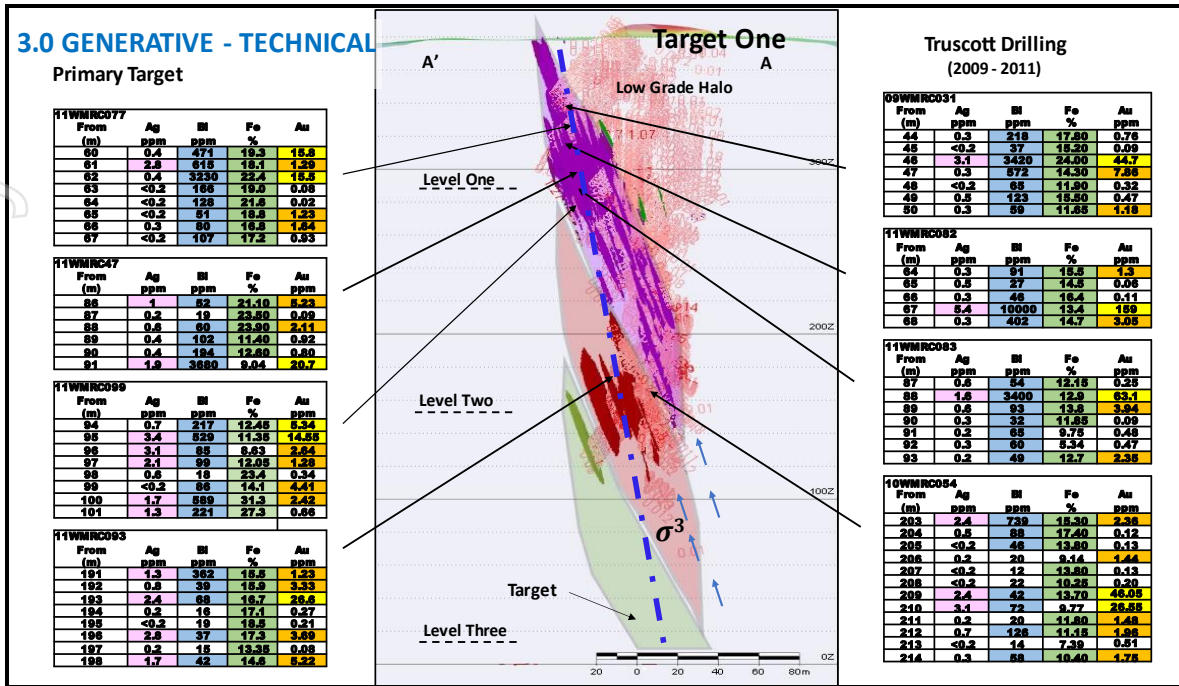 3.0 GENERATIVE - TECHNICAL
Primary Target
11WMRC077
From Ag Bi Fe Au
(m) ppm ppm % ppm
60 0.4 471 19.3 15.8
61 2.8 615 18.1 1.29
62 0.4 3230 22.4 15.5
63 <0.2 166 19.0 0.08
64 <0.2 128 21.6 0.02
65 <0.2 51 18.8 1.23
66 0.3 80 16.8 1.64
67 <0.2 107 17.2 0.93
11WMRC47
From Ag Bi Fe Au
(m) ppm ppm % ppm
86 1 52 21.10 5.23
87 0.2 19 23.50 0.09
88 0.6 60 23.90 2.11
89 0.4 102 11.40 0.92
90 0.4 194 12.60 0.80
91 1.9 3680 9.04 20.7
11WMRC099
From Ag Bi Fe Au
(m) ppm ppm % ppm
94 0.7 217 12.45 5.34
95 3.4 529 11.35 14.55
96 3.1 85 8.63 2.64
97 2.1 99 12.05 1.28
98 0.6 18 23.4 0.34
99 <0.2 86 14.1 4.41
100 1.7 589 31.3 2.42
101 1.3 221 27.3 0.66
11WMRC093
From Ag Bi Fe Au
(m) ppm ppm % ppm
191 1.3 362 15.5 1.23
192 0.8 39 15.9 3.33
193 2.4 68 16.7 26.6
194 0.2 16 17.1 0.27
195 <0.2 19 18.5 0.21
196 2.8 37 17.3 3.69
197 0.2 15 13.35 0.08
198 1.7 42 14.6 5.22
Target One
A' A
Low Grade Halo
1.07
Level One
300Z
200Z
Level Two
100Z
σ³
Target
Level Three
0Z
20 0 20 40 60 80m
Truscott Drilling
(2009 - 2011)
09WMRC031
From Ag Bi Fe Au
(m) ppm ppm % ppm
44 0.3 218 17.80 0.76
45 <0.2 37 15.20 0.09
46 3.1 3420 24.00 44.7
47 0.3 572 14.30 7.86
48 <0.2 65 11.90 0.32
49 0.5 123 15.50 0.47
50 0.3 59 11.65 1.18
11WMRC082
From Ag Bi Fe Au
(m) ppm ppm % ppm
64 0.3 91 15.5 1.3
65 0.5 27 14.5 0.06
66 0.3 46 16.4 0.11
67 5.4 10000 13.4 159
68 0.3 402 14.7 3.05
11WMRC083
From Ag Bi Fe Au
(m) ppm ppm % ppm
87 0.6 54 12.15 0.25
88 1.6 3400 12.9 63.1
89 0.6 93 13.8 3.94
90 0.3 32 11.85 0.09
91 0.2 65 9.75 0.48
92 0.3 60 5.34 0.47
93 0.2 49 12.7 2.35
10WMRC054
From Ag Bi Fe Au
(m) ppm ppm % ppm
203 2.4 739 15.30 2.36
204 0.5 88 17.40 0.12
205 <0.2 46 13.80 0.13
206 0.2 20 9.14 1.44
207 <0.2 12 13.80 0.13
208 <0.2 22 10.25 0.20
209 2.4 42 13.70 46.05
210 3.1 72 9.77 26.55
211 0.2 20 11.80 1.48
212 0.7 126 11.15 1.96
213 <0.2 14 7.39 0.51
214 0.3 58 10.40 1.75